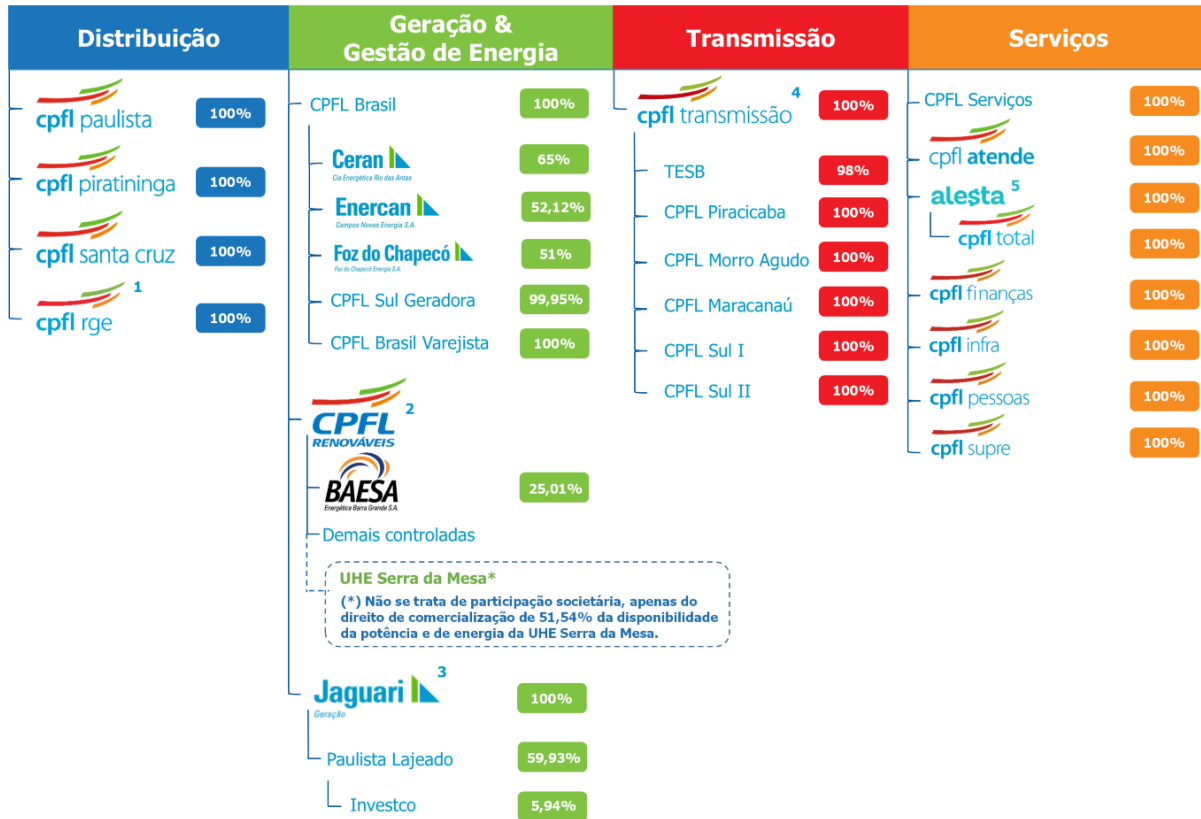 Distribuição
cpfl paulista 100%
cpfl piratininga 100%
cpfl santa cruz 100%
cpfl rge 1 100%
Geração &
Gestão de Energia
CPFL Brasil 100%
Ceran 65%
Cia Energética Rio das Antas
Enercan 52,12%
Campos Novos Energia S.A.
Foz do Chapecó 51%
Foz do Chapecó Energia S.A.
CPFL Sul Geradora 99,95%
CPFL Brasil Varejista 100%
CPFL 2
RENOVÁVEIS
BAESA 25,01%
Energética Barra Grande S.A.
Demais controladas
UHE Serra da Mesa*
(*) Não se trata de participação societária, apenas do
direito de comercialização de 51,54% da disponibilidade
da potência e de energia da UHE Serra da Mesa.
Jaguari 3 100%
Geração
Paulista Lajeado 59,93%
Investco 5,94%
Transmissão
cpfl transmissão 4 100%
TESB 98%
CPFL Piracicaba 100%
CPFL Morro Agudo 100%
CPFL Maracanaú 100%
CPFL Sul I 100%
CPFL Sul II 100%
Serviços
CPFL Serviços 100%
cpfl atende 100%
alesta 5 100%
cpfl total 100%
cpfl finanças 100%
cpfl infra 100%
cpfl pessoas 100%
cpfl supre 100%